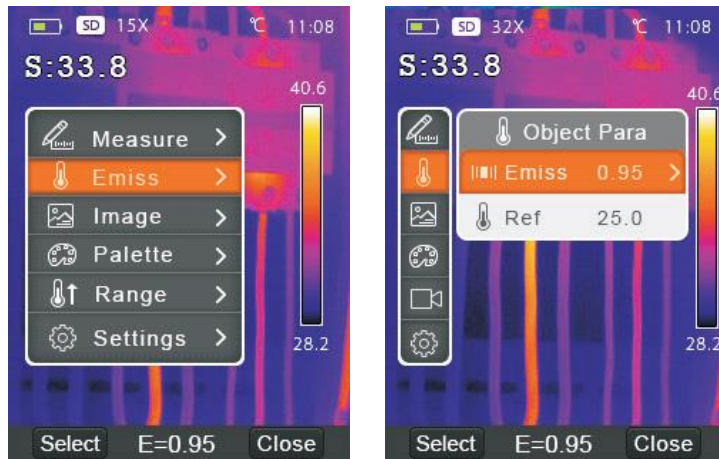 SD 15X ℃ 11:08
S:33.8
40.6
Measure >
Emiss >
Image >
Palette >
Range >
Settings >
28.2
Select E=0.95 Close
SD 32X ℃ 11:08
S:33.8
40.6
Object Para
Emiss 0.95 >
Ref 25.0
28.2
Select E=0.95 Close